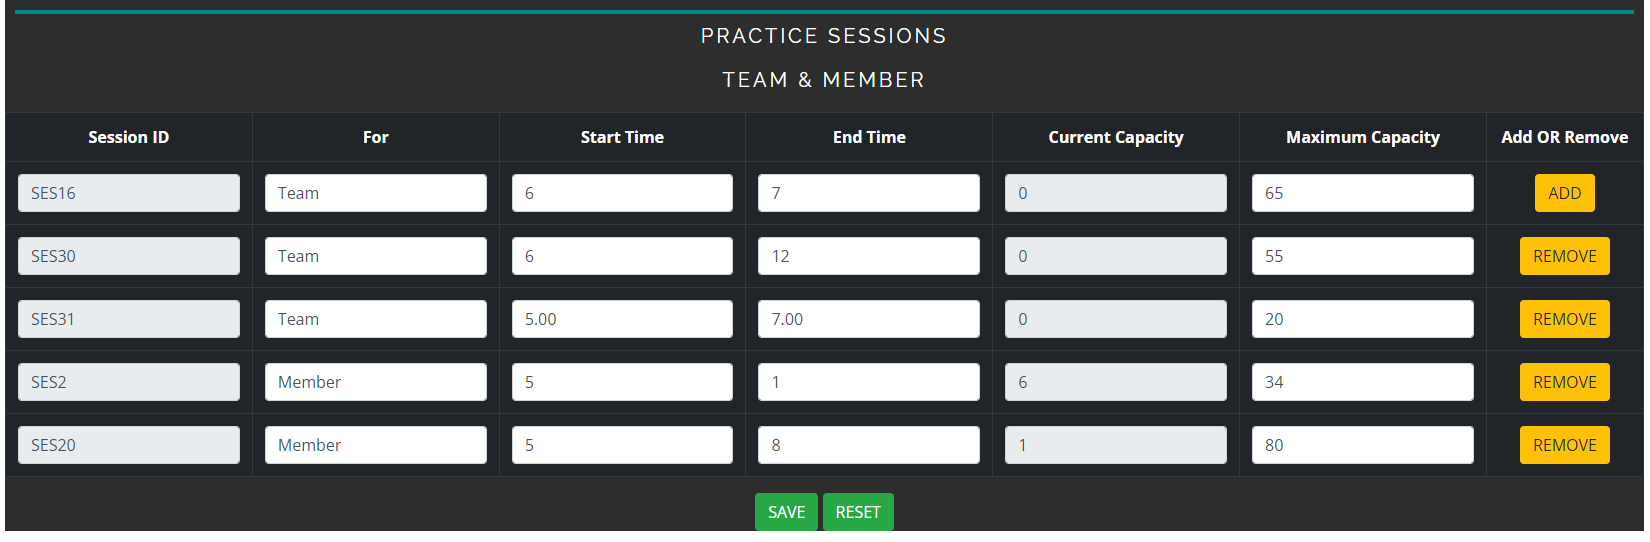 PRACTICE SESSIONS
TEAM & MEMBER
Session ID For Start Time End Time Current Capacity Maximum Capacity Add OR Remove
SES16 Team 6 7 0 65 ADD
SES30 Team 6 12 0 55 REMOVE
SES31 Team 5.00 7.00 0 20 REMOVE
SES2 Member 5 1 6 34 REMOVE
SES20 Member 5 8 1 80 REMOVE
SAVE RESET